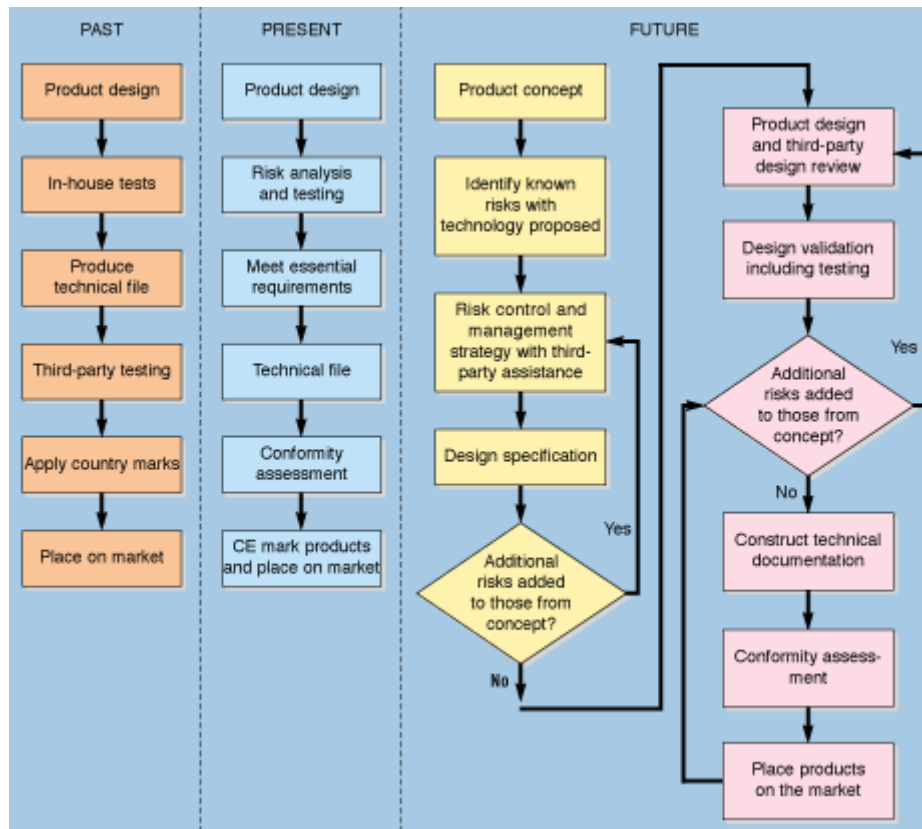 PAST
Product design
In-house tests
Produce
technical file
Third-party testing
Apply country marks
Place on market
PRESENT
Product design
Risk analysis
and testing
Meet essential
requirements
Technical file
Conformity
assessment
CE mark products
and place on market
FUTURE
Product concept
Identify known
risks with
technology proposed
Risk control and
management
strategy with third-
party assistance
Design specification
Yes
Additional
risks added
to those from
concept?
No
Product design
and third-party
design review
Design validation
including testing
Yes
Additional
risks added
to those from
concept?
No
Construct technical
documentation
Conformity assess-
ment
Place products
on the market